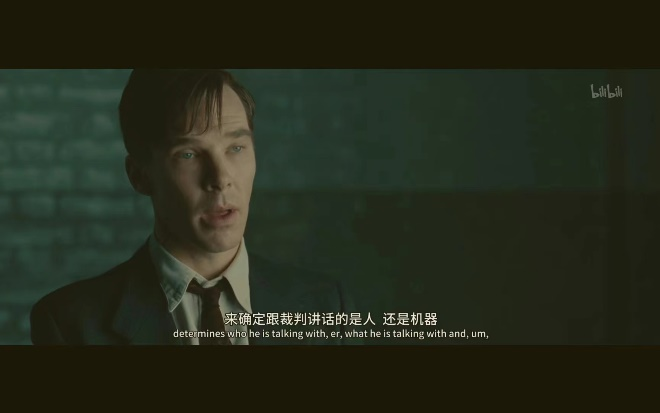 bilibili
来确定跟裁判讲话的是人 还是机器
determines who he is talking with, er, what he is talking with and, um,